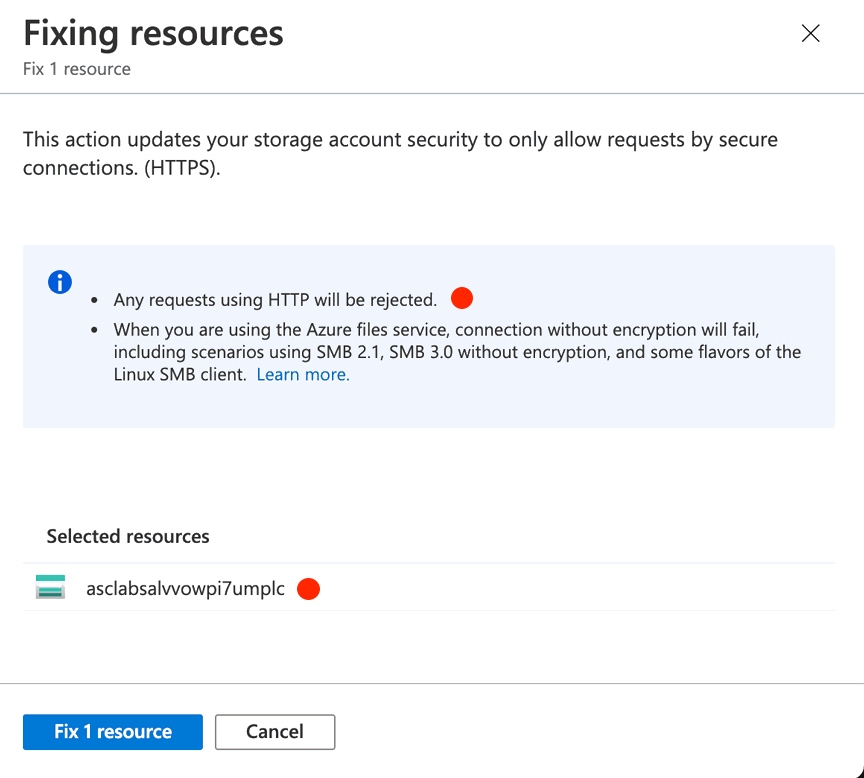 Fixing resources
Fix 1 resource
This action updates your storage account security to only allow requests by secure
connections. (HTTPS).
Any requests using HTTP will be rejected.
When you are using the Azure files service, connection without encryption will fail,
including scenarios using SMB 2.1, SMB 3.0 without encryption, and some flavors of the
Linux SMB client. Learn more.
Selected resources
asclabsalvvowpi7umplc
Fix 1 resource
Cancel